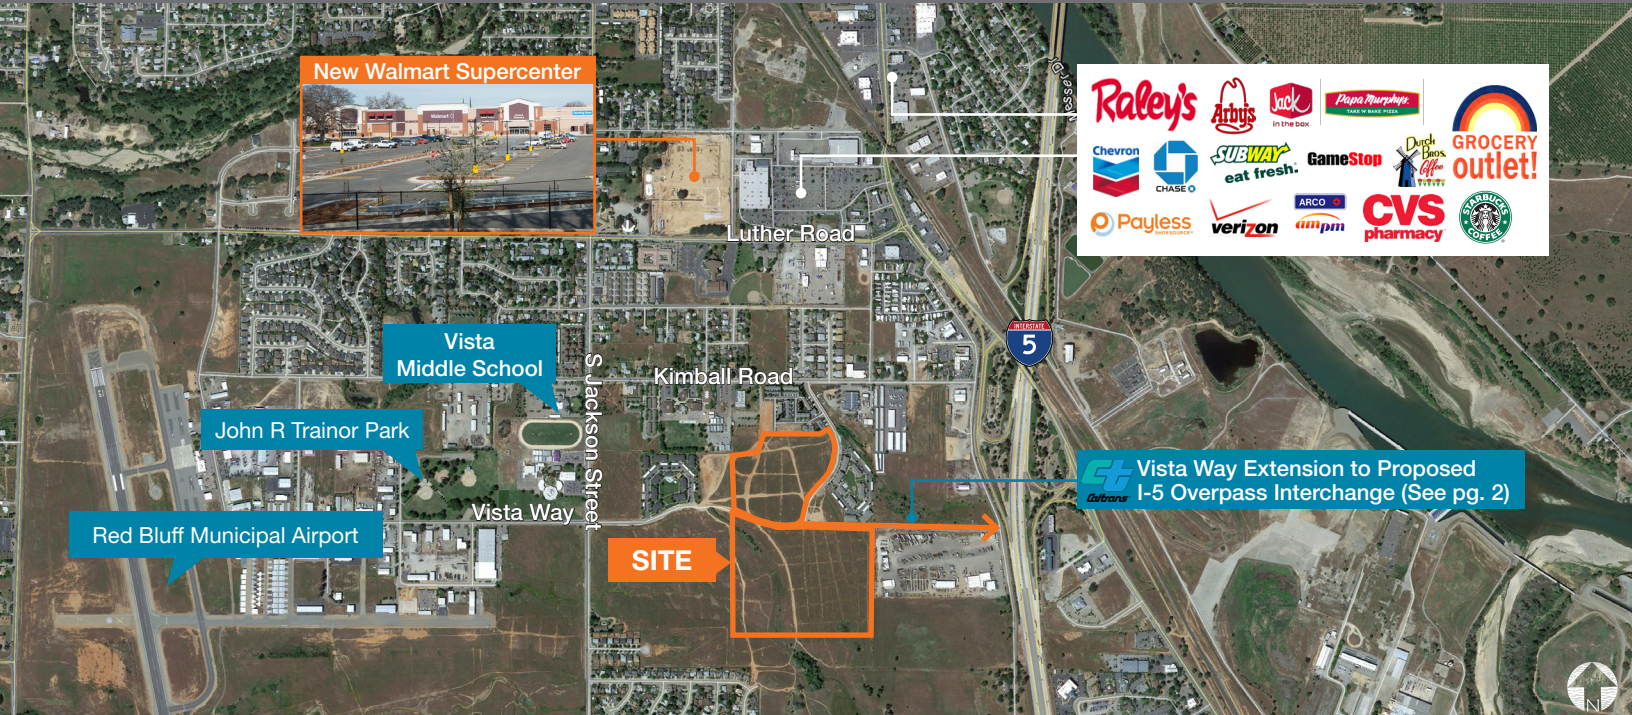 New Walmart Supercenter
Walmart
Raley's
Arby's
Jack
in the box
Papa Murphy's
TAKE 'N' BAKE PIZZA
GROCERY
outlet!
Chevron
CHASE
SUBWAY
eat fresh.
GameStop
Dutch
Bros.
Coffee
Payless
SHOESOURCE
verizon
ARCO
ampm
CVS
pharmacy
STARBUCKS
COFFEE
Luther Road
INTERSTATE
5
Vista
Middle School
S Jackson Street
Kimball Road
John R Trainor Park
Vista Way
Red Bluff Municipal Airport
SITE
Ct
Caltrans
Vista Way Extension to Proposed
I-5 Overpass Interchange (See pg. 2)
N